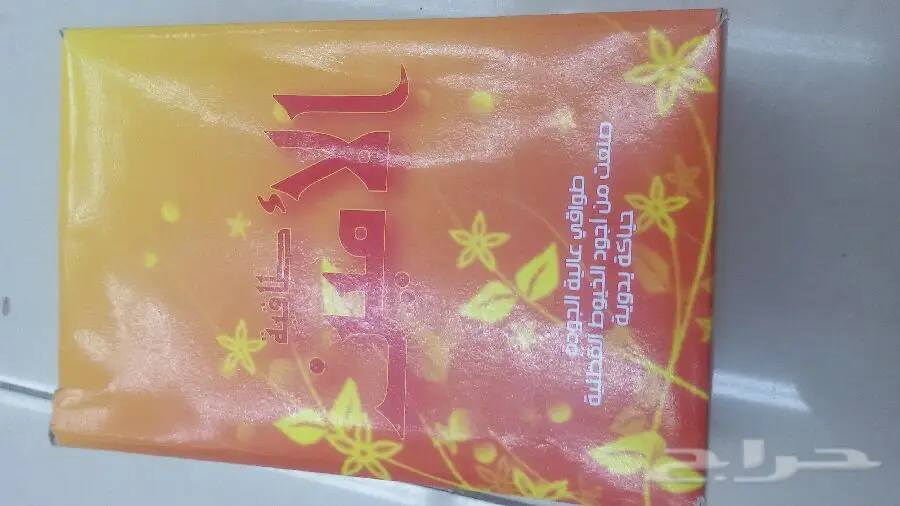 طاقية
الأمير
طواقي عالية الجودة
صنعت من أجود الخيوط القطنية
حياكة يدوية
حراج